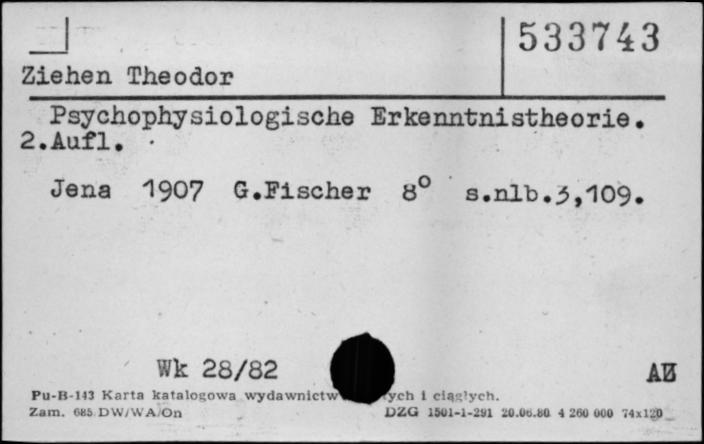 533743
Ziehen Theodor
Psychophysiologische Erkenntnistheorie.
2.Aufl.
Jena 1907 G.Fischer 8° s.nlb.3,109.
Wk 28/82
Pu-B-143 Karta katalogowa wydawnictw ych i ciągłych.
Zam. 685 DW/WA/On DZG 1501-1-291 20.06.80 4 260 000 74x120